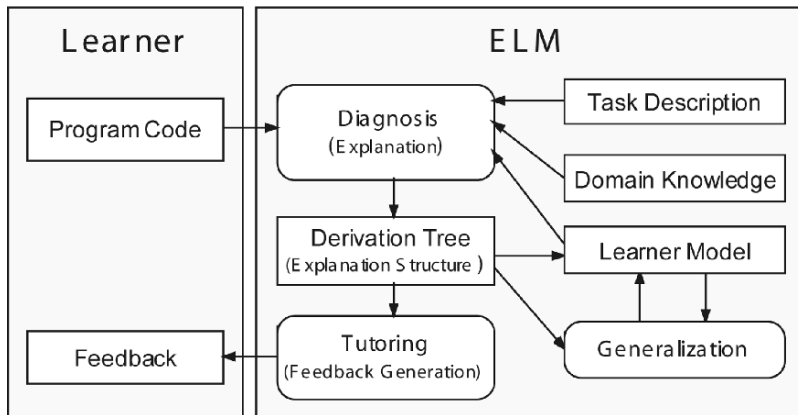 Learner
ELM
Program Code
Diagnosis
(Explanation)
Task Description
Domain Knowledge
Derivation Tree
(Explanation Structure)
Learner Model
Feedback
Tutoring
(Feedback Generation)
Generalization